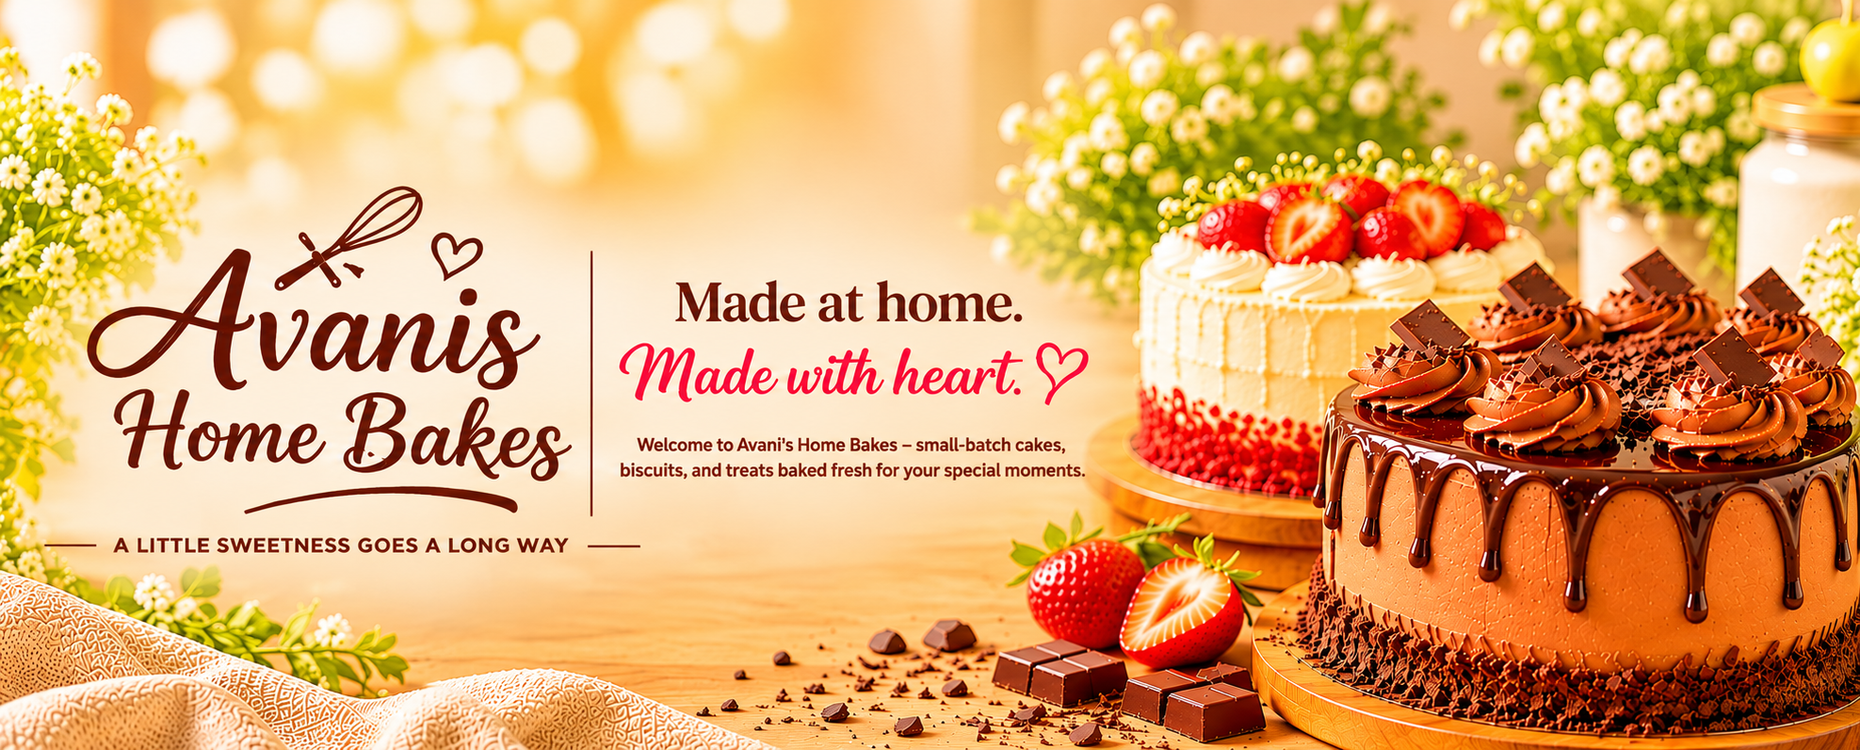 Avanis
Home Bakes
A LITTLE SWEETNESS GOES A LONG WAY
Made at home.
Made with heart.
Welcome to Avani's Home Bakes – small-batch cakes,
biscuits, and treats baked fresh for your special moments.